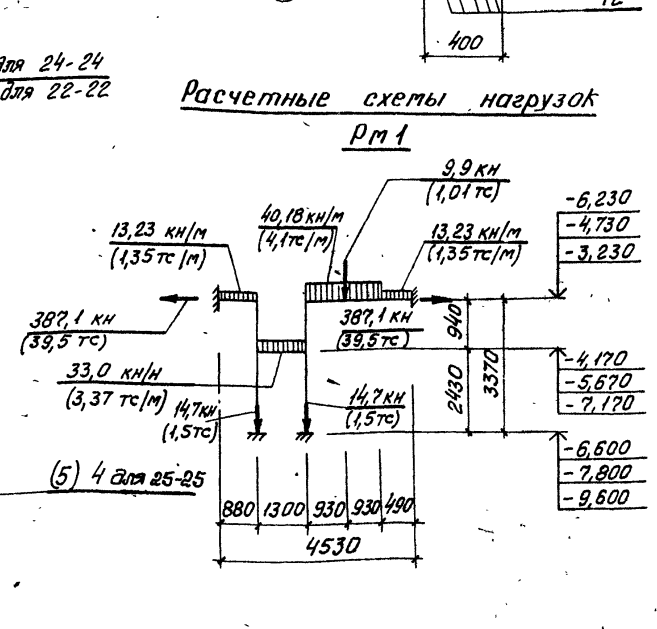 12
400
для 24-24
для 22-22
Расчетные схемы нагрузок
Рм 1
9,9 кн
(1,01 тс)
40,18 кн/м
(4,1 тс/м)
13,23 кн/м
(1,35 тс/м)
13,23 кн/м
(1,35 тс/м)
-6,230
-4,730
-3,230
387,1 кн
(39,5 тс)
387,1 кн
(39,5 тс)
940
2430
3370
33,0 кн/н
(3,37 тс/м)
14,7 кн
(1,5 тс)
14,7 кн
(1,5 тс)
-4,170
-5,670
-7,170
-6,600
-7,800
-9,600
(5) 4 для 25-25
880 1300 930 930 490
4530